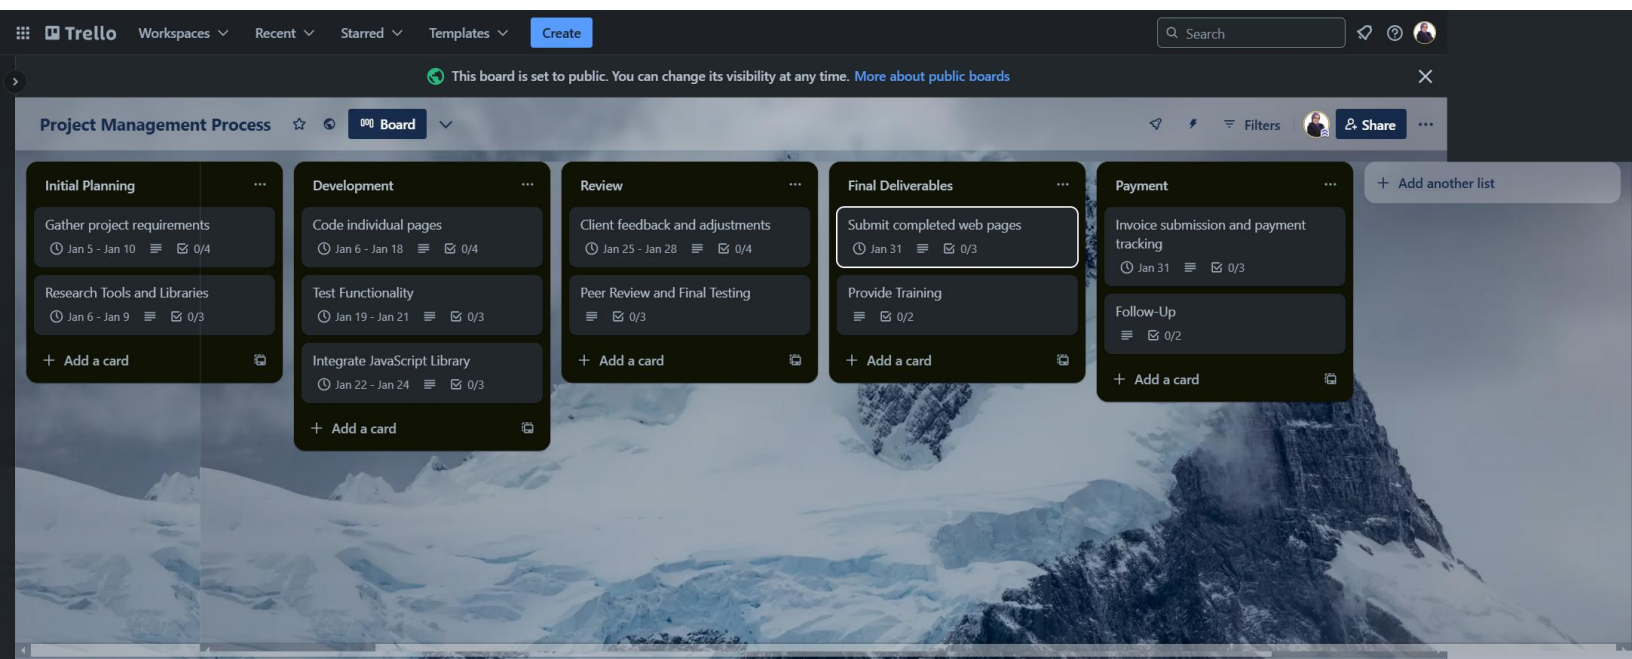 Trello
Workspaces
Recent
Starred
Templates
Create
Search
This board is set to public. You can change its visibility at any time. More about public boards
Project Management Process
Board
Filters
Share
Initial Planning
Gather project requirements
Jan 5 - Jan 10
0/4
Research Tools and Libraries
Jan 6 - Jan 9
0/3
Add a card
Development
Code individual pages
Jan 6 - Jan 18
0/4
Test Functionality
Jan 19 - Jan 21
0/3
Integrate JavaScript Library
Jan 22 - Jan 24
0/3
Add a card
Review
Client feedback and adjustments
Jan 25 - Jan 28
0/4
Peer Review and Final Testing
0/3
Add a card
Final Deliverables
Submit completed web pages
Jan 31
0/3
Provide Training
0/2
Add a card
Payment
Invoice submission and payment
tracking
Jan 31
0/3
Follow-Up
0/2
Add a card
Add another list